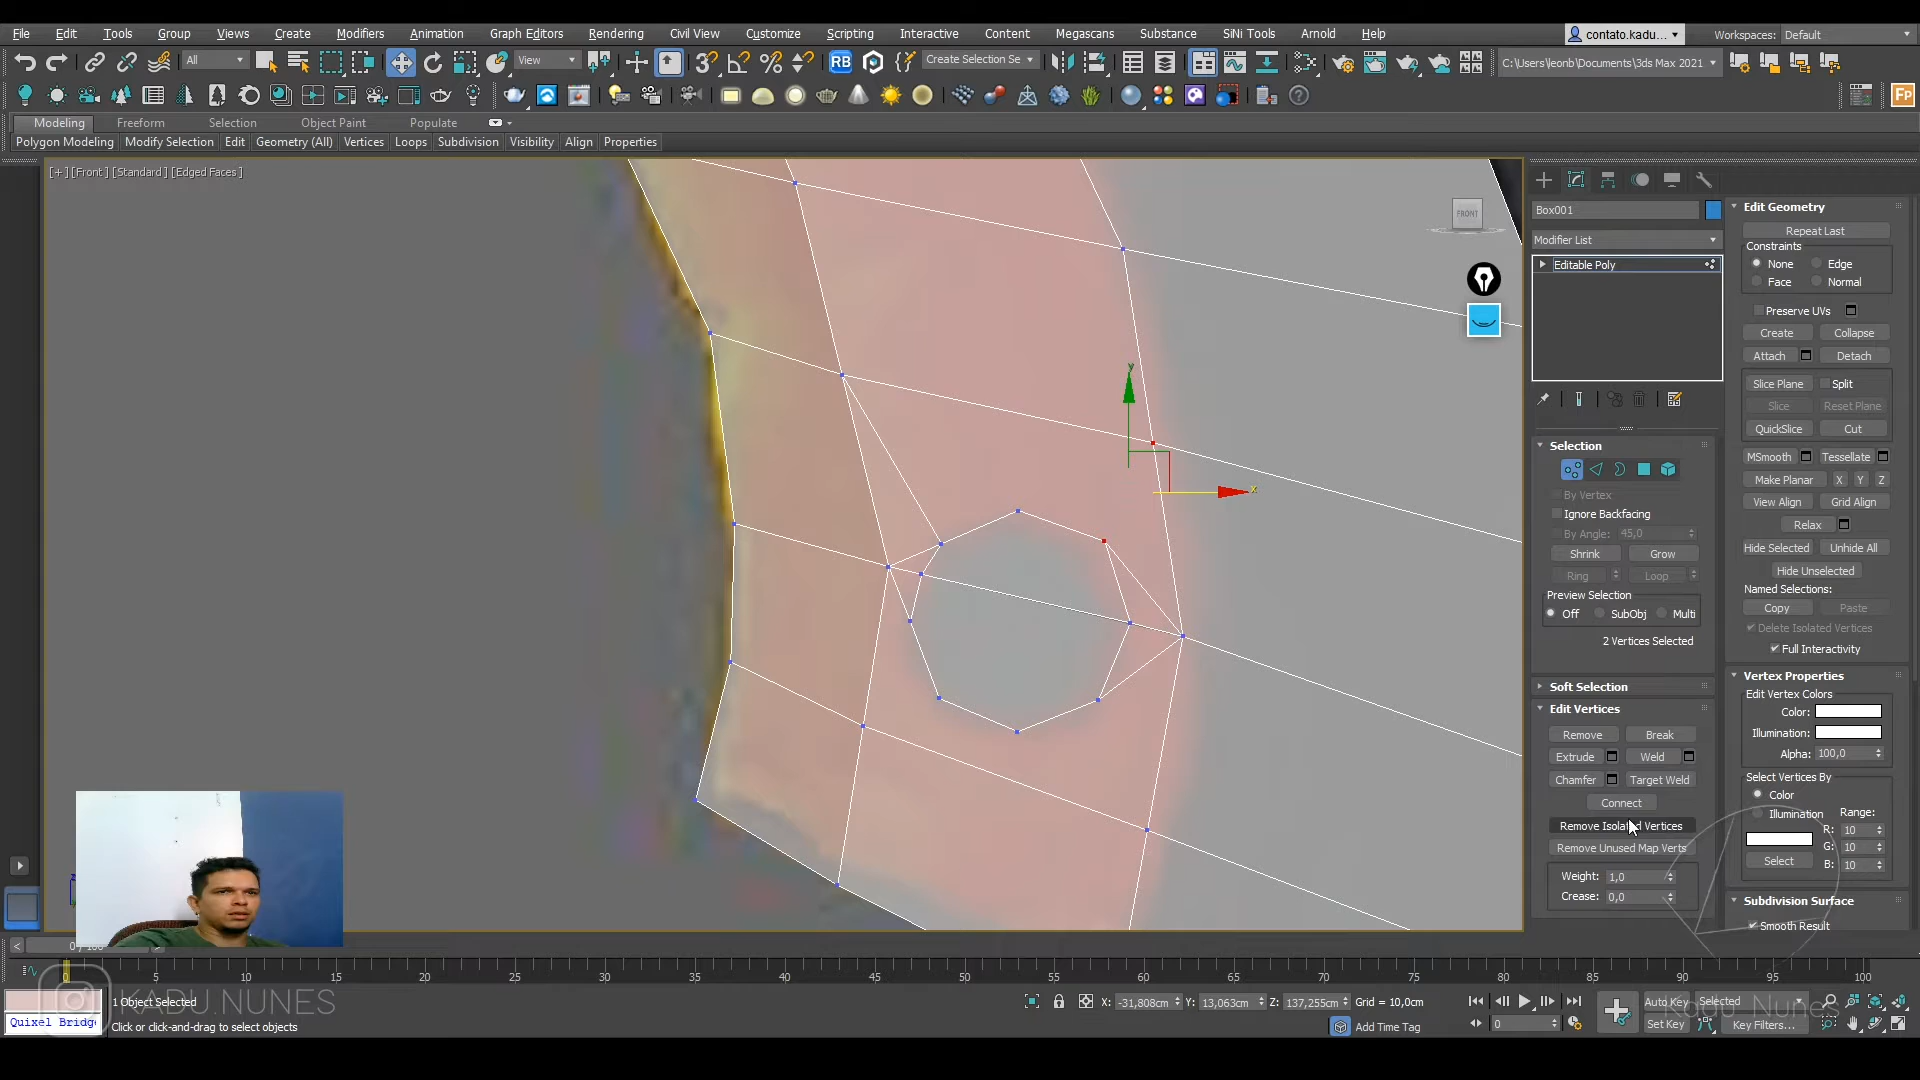 File Edit Tools Group Views Create Modifiers Animation Graph Editors Rendering Civil View Customize Scripting Interactive Content Megascans Substance SiNi Tools Arnold Help
contato.kadu... Workspaces: Default
All View Create Selection Se C:\Users\leonb\Documents\3ds Max 2021
RB Fp
Modeling Freeform Selection Object Paint Populate
Polygon Modeling Modify Selection Edit Geometry (All) Vertices Loops Subdivision Visibility Align Properties
[+][Front][Standard][Edged Faces]
FRONT
y
x
Box001
Modifier List
Editable Poly
Selection
By Vertex
Ignore Backfacing
By Angle: 45,0
Shrink Grow
Ring Loop
Preview Selection
Off SubObj Multi
2 Vertices Selected
Soft Selection
Edit Vertices
Remove Break
Extrude Weld
Chamfer Target Weld
Connect
Remove Isolated Vertices
Remove Unused Map Verts
Weight: 1,0
Crease: 0,0
Edit Geometry
Repeat Last
Constraints
None Edge
Face Normal
Preserve UVs
Create Collapse
Attach Detach
Slice Plane Split
Slice Reset Plane
QuickSlice Cut
MSmooth Tessellate
Make Planar X Y Z
View Align Grid Align
Relax
Hide Selected Unhide All
Hide Unselected
Named Selections:
Copy Paste
Delete Isolated Vertices
Full Interactivity
Vertex Properties
Edit Vertex Colors
Color:
Illumination:
Alpha: 100,0
Select Vertices By
Color
Illumination Range:
R: 10
G: 10
Select B: 10
Subdivision Surface
Smooth Result
0 5 10 15 20 25 30 35 40 45 50 55 60 65 70 75 80 85 90 95 100
KADU.NUNES
1 Object Selected
X: -31,808cm Y: 13,063cm Z: 137,255cm Grid = 10,0cm
Auto Key Selected
Kadu Nunes
Quixel Bridg
Click or click-and-drag to select objects
Add Time Tag
0
Set Key Key Filters...